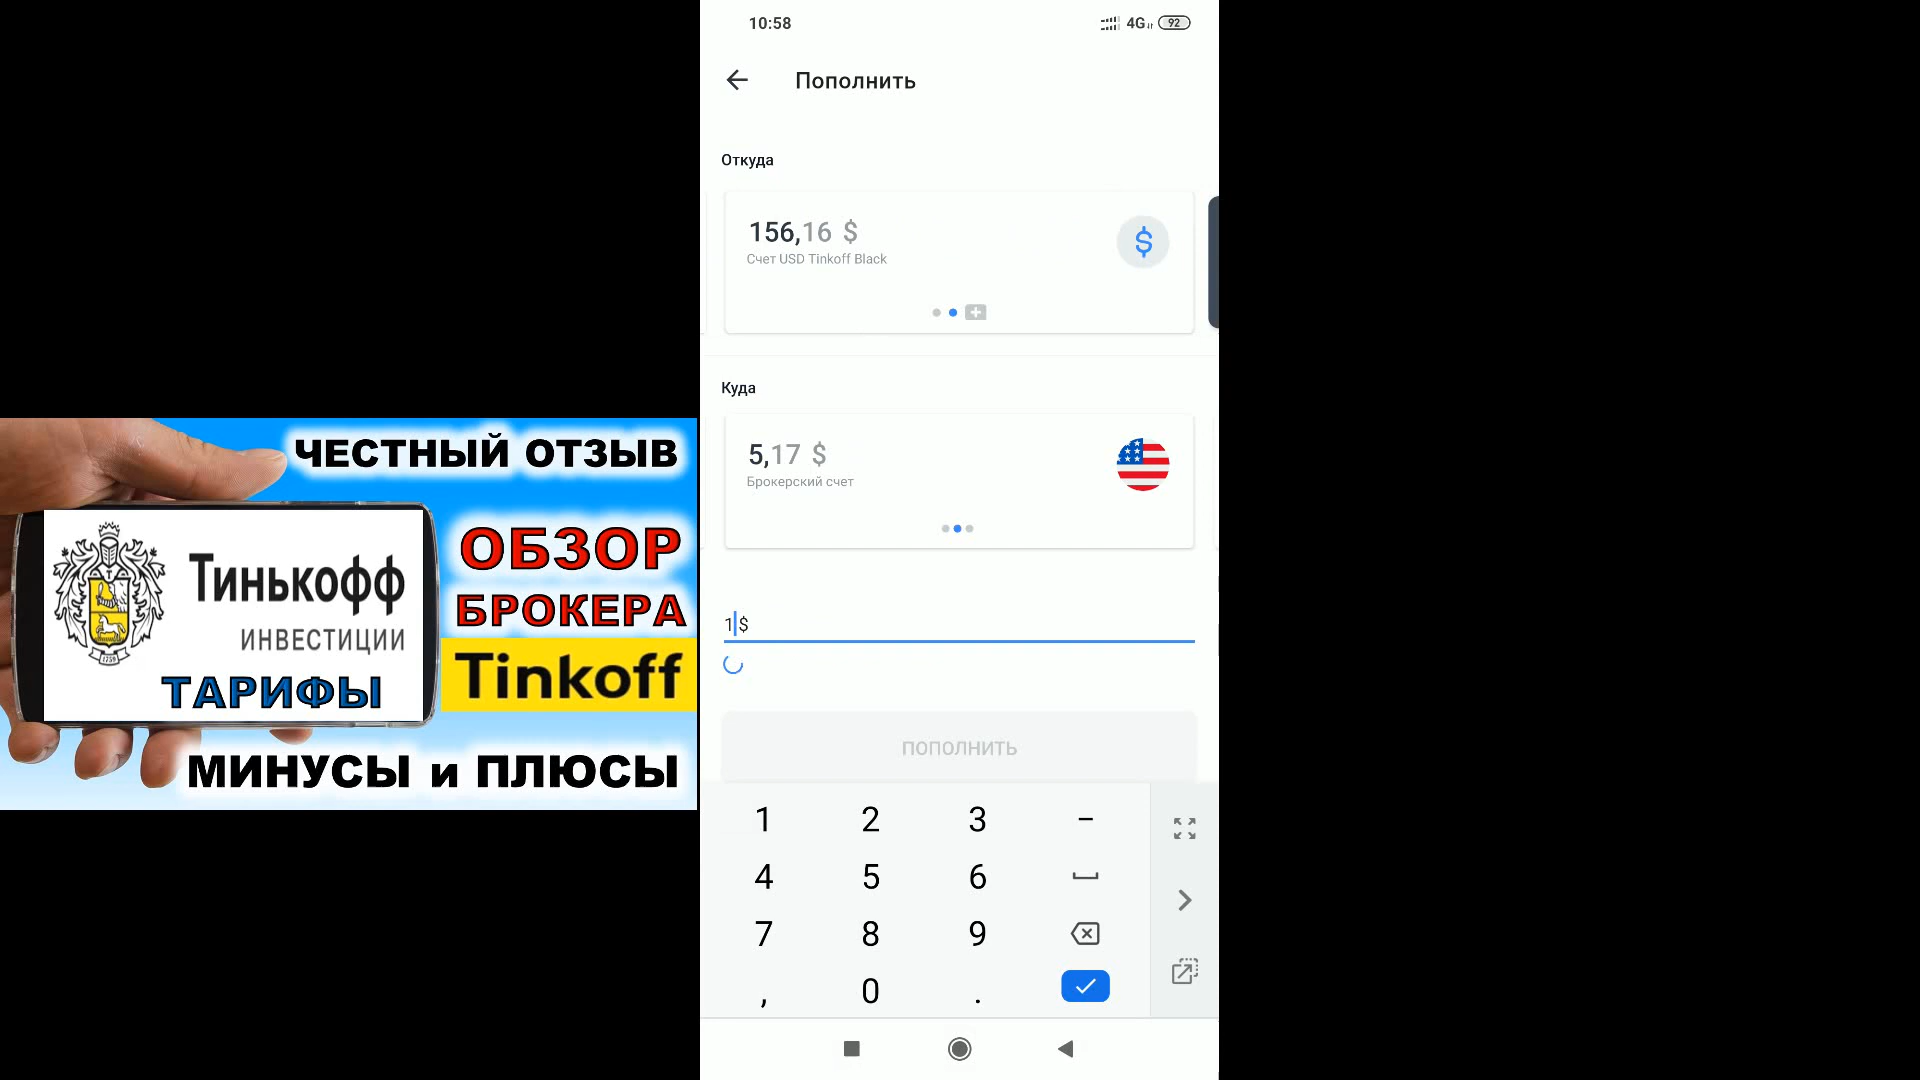 ЧЕСТНЫЙ ОТЗЫВ
ОБЗОР
БРОКЕРА
Tinkoff
Тинькофф
ИНВЕСТИЦИИ
1759
ТАРИФЫ
МИНУСЫ и ПЛЮСЫ
10:58
4G
92
Пополнить
Откуда
156,16 $
Счет USD Tinkoff Black
$
Куда
5,17 $
Брокерский счет
1 $
ПОПОЛНИТЬ
1 2 3 -
4 5 6
7 8 9
, 0 .